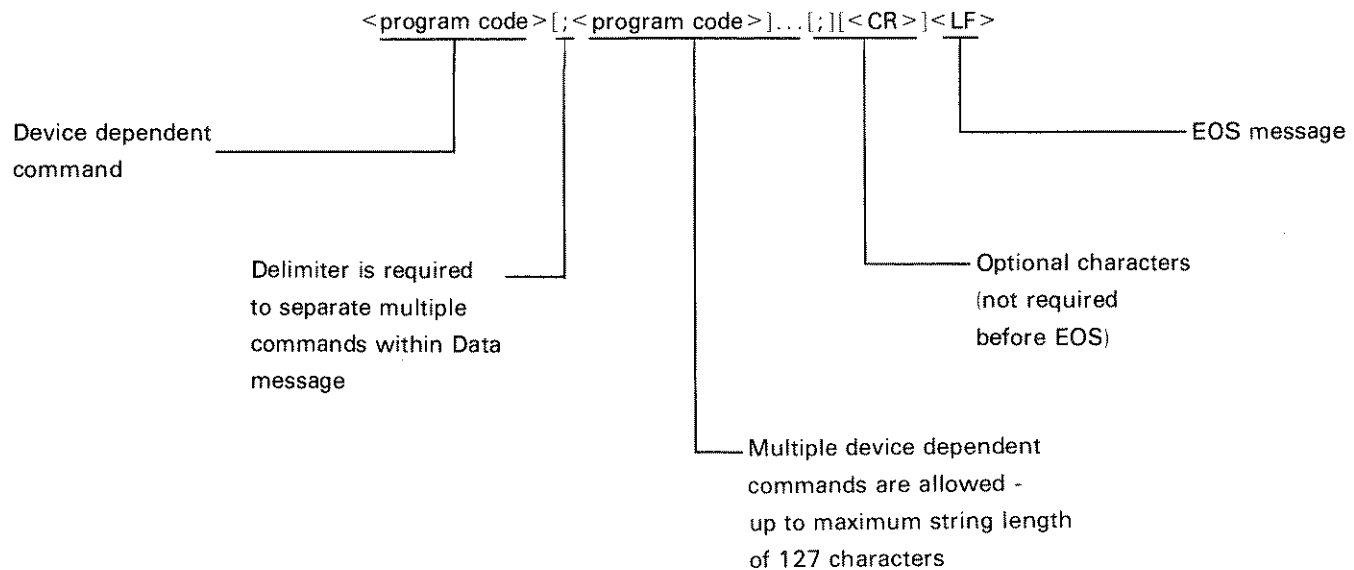 <program code>[;<program code>]...[;][<CR>]<LF>
Device dependent
command
EOS message
Delimiter is required
to separate multiple
commands within Data
message
Optional characters
(not required
before EOS)
Multiple device dependent
commands are allowed -
up to maximum string length
of 127 characters